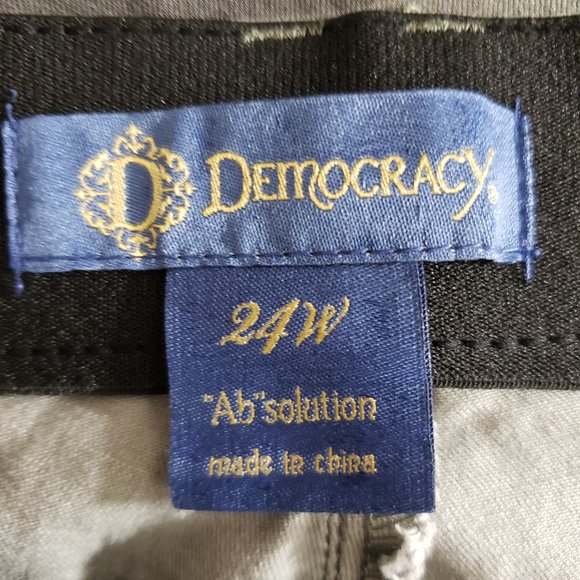 D DEMOCRACY®
24W
"Ab"solution
made in china